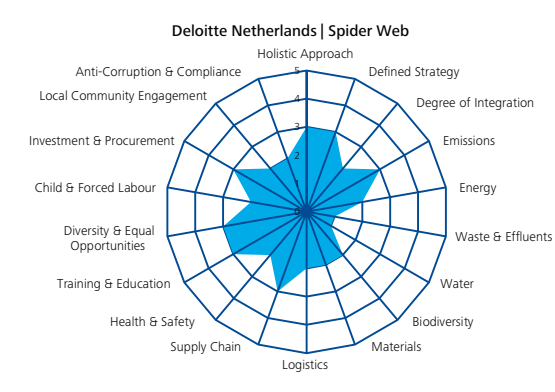 Deloitte Netherlands | Spider Web
Holistic Approach
Defined Strategy
Degree of Integration
Emissions
Energy
Waste & Effluents
Water
Biodiversity
Materials
Logistics
Supply Chain
Health & Safety
Training & Education
Diversity & Equal
Opportunities
Child & Forced Labour
Investment & Procurement
Local Community Engagement
Anti-Corruption & Compliance
5
4
3
2
1
0